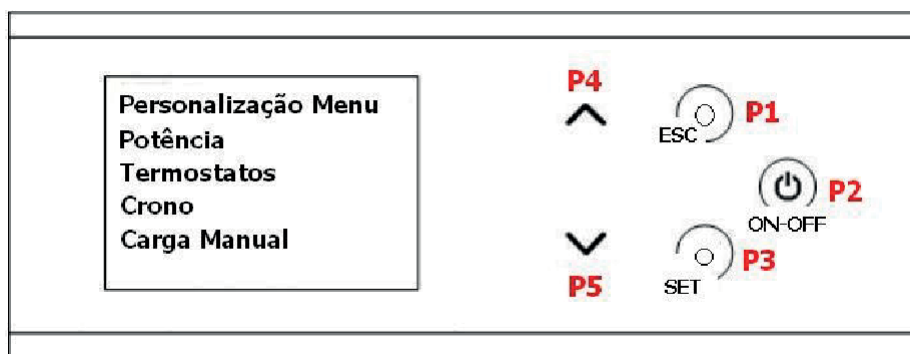 Personalização Menu
Potência
Termostatos
Crono
Carga Manual
P4
ESC
P1
P2
ON-OFF
P3
SET
P5